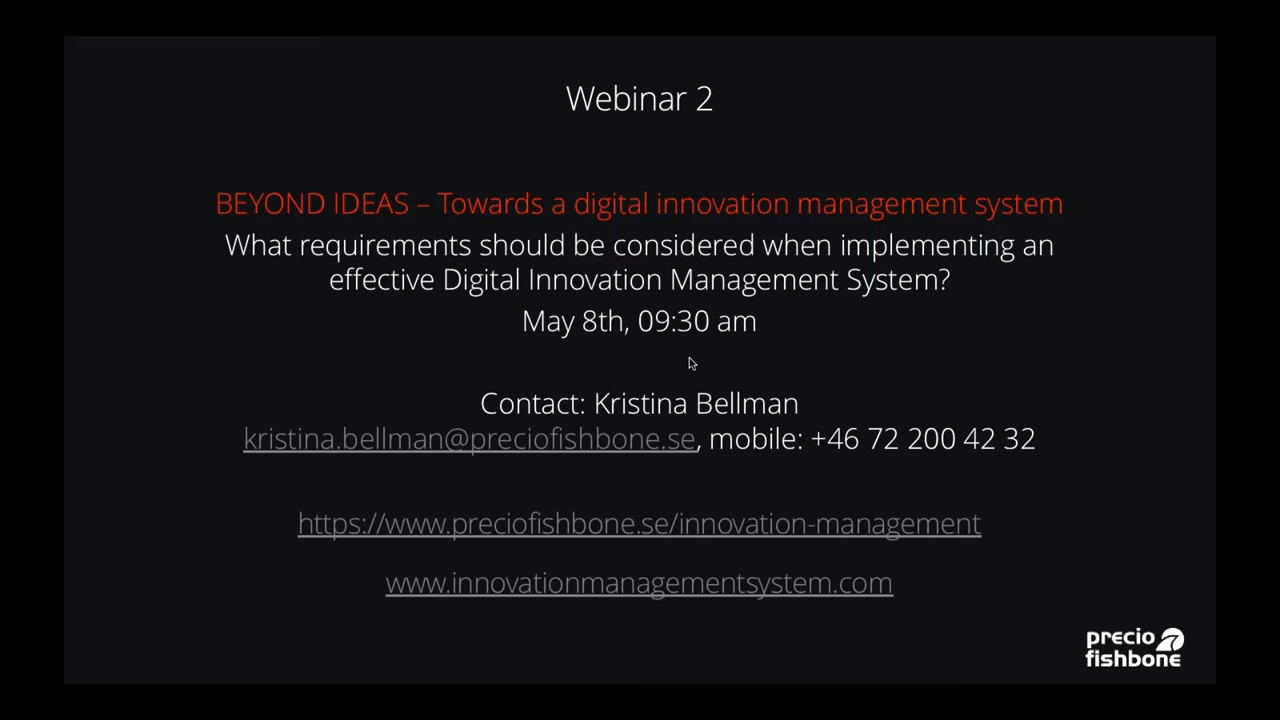 Webinar 2
BEYOND IDEAS – Towards a digital innovation management system
What requirements should be considered when implementing an
effective Digital Innovation Management System?
May 8th, 09:30 am
Contact: Kristina Bellman
kristina.bellman@preciofishbone.se, mobile: +46 72 200 42 32
https://www.preciofishbone.se/innovation-management
www.innovationmanagementsystem.com
precio
fishbone